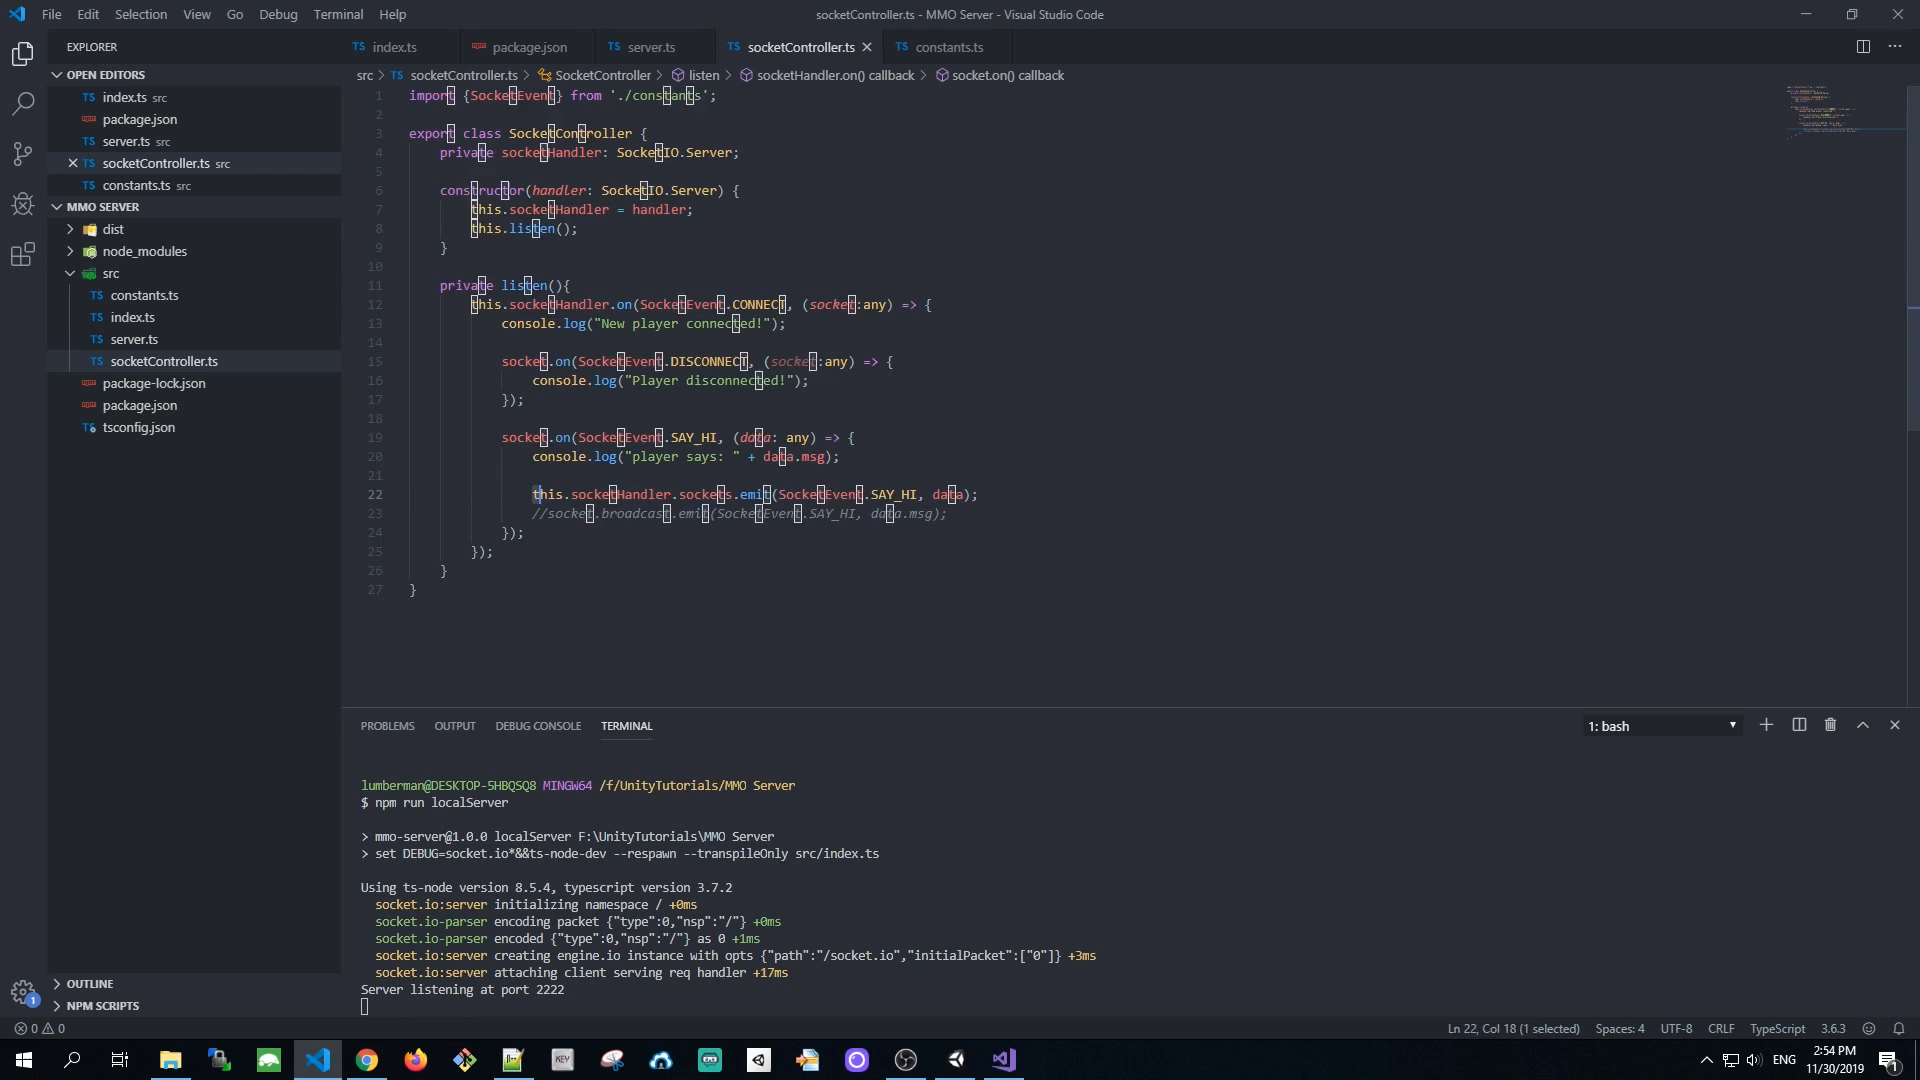 File Edit Selection View Go Debug Terminal Help
socketController.ts - MMO Server - Visual Studio Code
EXPLORER
OPEN EDITORS
index.ts src
package.json
server.ts src
socketController.ts src
constants.ts src
MMO SERVER
dist
node_modules
src
TS constants.ts
TS index.ts
TS server.ts
TS socketController.ts
package-lock.json
package.json
tsconfig.json
OUTLINE
NPM SCRIPTS
TS index.ts package.json TS server.ts TS socketController.ts TS constants.ts
src > TS socketController.ts > SocketController > listen > socketHandler.on() callback > socket.on() callback
1 import {SocketEvent} from './constants';
2
3 export class SocketController {
4 private socketHandler: SocketIO.Server;
5
6 constructor(handler: SocketIO.Server) {
7 this.socketHandler = handler;
8 this.listen();
9 }
10
11 private listen(){
12 this.socketHandler.on(SocketEvent.CONNECT, (socket:any) => {
13 console.log("New player connected!");
14
15 socket.on(SocketEvent.DISCONNECT, (socket:any) => {
16 console.log("Player disconnected!");
17 });
18
19 socket.on(SocketEvent.SAY_HI, (data: any) => {
20 console.log("player says: " + data.msg);
21
22 this.socketHandler.sockets.emit(SocketEvent.SAY_HI, data);
23 //socket.broadcast.emit(SocketEvent.SAY_HI, data.msg);
24 });
25 });
26 }
27 }
PROBLEMS OUTPUT DEBUG CONSOLE TERMINAL
1: bash
lumberman@DESKTOP-5HBQSQ8 MINGW64 /f/UnityTutorials/MMO Server
$ npm run localServer
> mmo-server@1.0.0 localServer F:\UnityTutorials\MMO Server
> set DEBUG=socket.io*&&ts-node-dev --respawn --transpileOnly src/index.ts
Using ts-node version 8.5.4, typescript version 3.7.2
socket.io:server initializing namespace / +0ms
socket.io-parser encoding packet {"type":0,"nsp":"/"} +0ms
socket.io-parser encoded {"type":0,"nsp":"/"} as 0 +1ms
socket.io:server creating engine.io instance with opts {"path":"/socket.io","initialPacket":["0"]} +3ms
socket.io:server attaching client serving req handler +17ms
Server listening at port 2222
1
0 0
Ln 22, Col 18 (1 selected) Spaces: 4 UTF-8 CRLF TypeScript 3.6.3
KEY
ENG
2:54 PM
11/30/2019
1